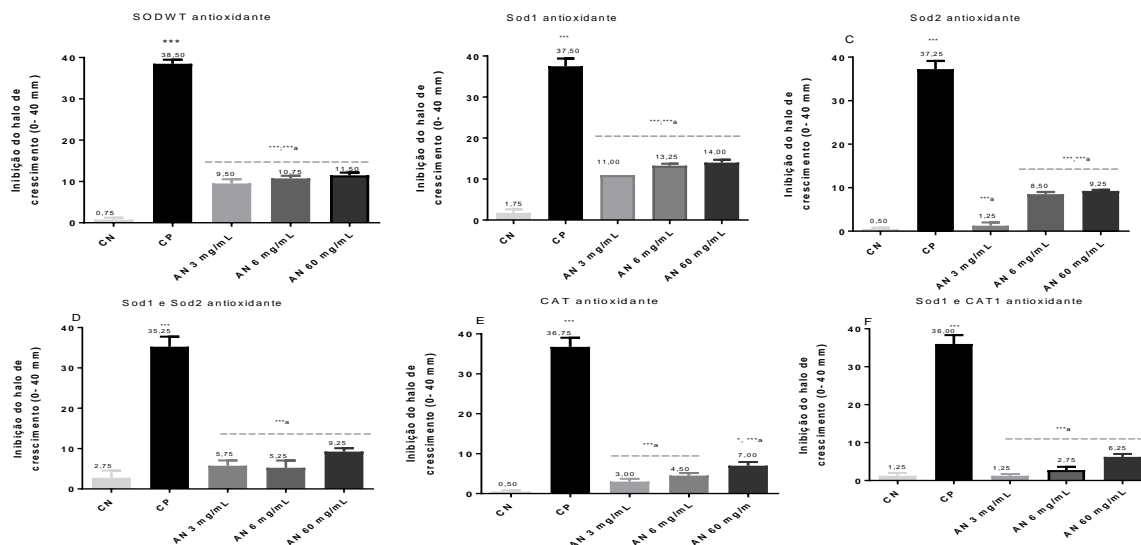 SODWT antioxidante
Inibição do halo de
crescimento (0- 40 mm)
40
30
20
10
0
0,75
***
38,50
***;***a
9,50
10,75
11,50
CN
CP
AN 3 mg/mL
AN 6 mg/mL
AN 60 mg/mL
Sod1 antioxidante
Inibição do halo de
crescimento (0- 40 mm)
40
30
20
10
0
1,75
***
37,50
***;***a
11,00
13,25
14,00
CN
CP
AN 3 mg/mL
AN 6 mg/mL
AN 60 mg/mL
Sod2 antioxidante
C
Inibição do halo de
crescimento (0- 40 mm)
40
30
20
10
0
0,50
***
37,25
***a
1,25
***,***a
8,50
9,25
CN
CP
AN 3 mg/mL
AN 6 mg/mL
AN 60 mg/mL
Sod1 e Sod2 antioxidante
D
Inibição do halo de
crescimento (0- 40 mm)
40
30
20
10
0
2,75
***
35,25
***a
5,75
5,25
9,25
CN
CP
AN 3 mg/mL
AN 6 mg/mL
AN 60 mg/mL
CAT antioxidante
E
Inibição do halo de
crescimento (0- 40 mm)
40
30
20
10
0
0,50
***
36,75
***a
3,00
4,50
*, ***a
7,00
CN
CP
AN 3 mg/mL
AN 6 mg/mL
AN 60 mg/m
Sod1 e CAT1 antioxidante
F
Inibição do halo de
crescimento (0- 40 mm)
40
30
20
10
0
1,25
***
36,00
***a
1,25
2,75
6,25
CN
CP
AN 3 mg/mL
AN 6 mg/mL
AN 60 mg/mL